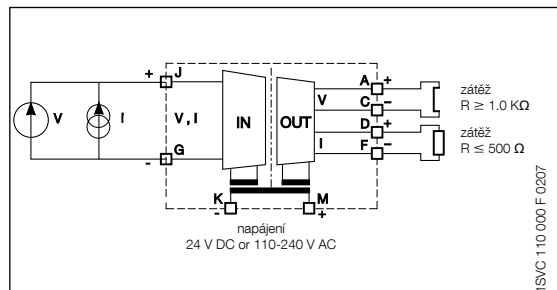 + J
A +
zátěž
R ≥ 1.0 KΩ
V
C −
V I V , I IN OUT
D +
zátěž
R ≤ 500 Ω
I
- G
F −
K M
- +
napájení
24 V DC or 110-240 V AC
1SVC 110 000 F 0207